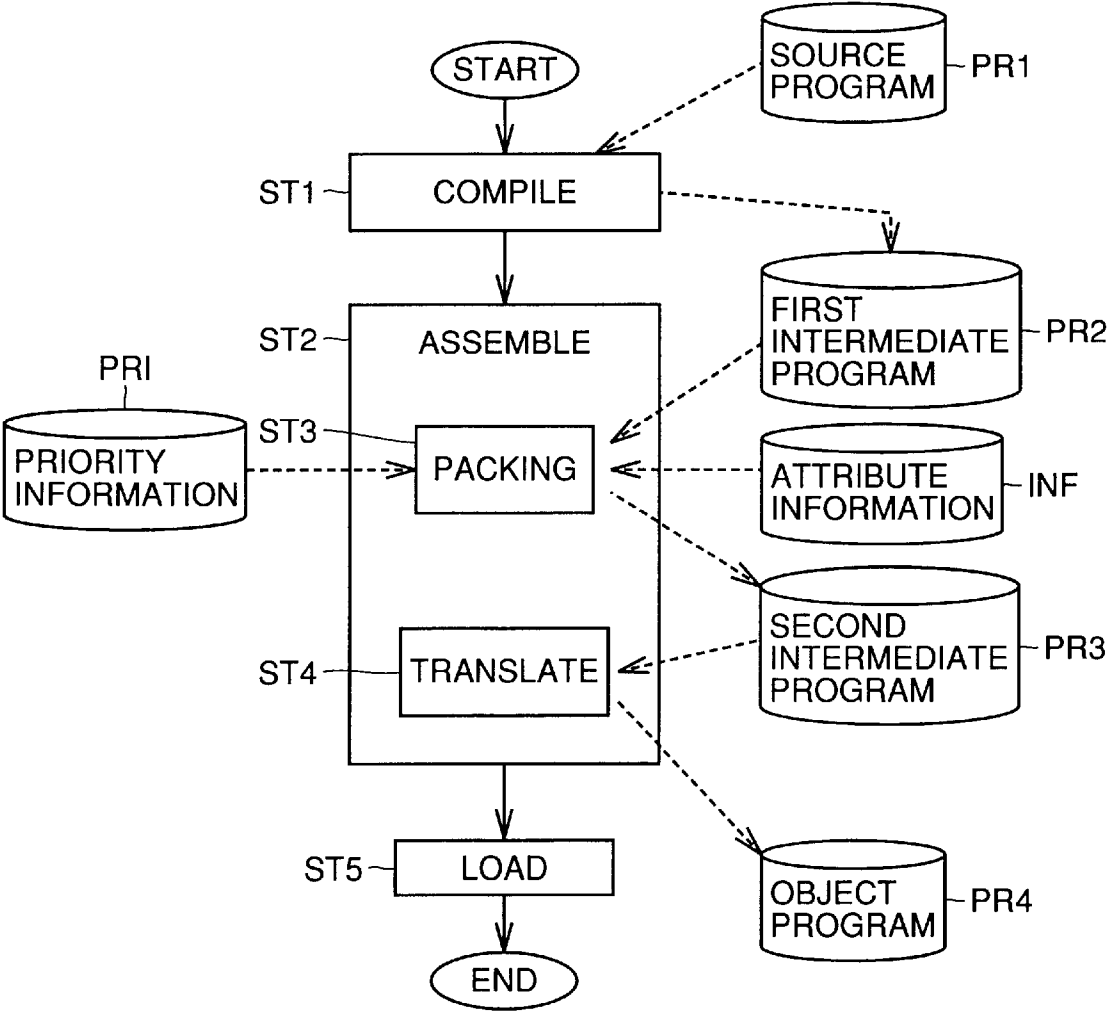 START
SOURCE
PROGRAM
PR1
ST1
COMPILE
FIRST
INTERMEDIATE
PROGRAM
PR2
ST2
ASSEMBLE
PRI
PRIORITY
INFORMATION
ST3
PACKING
ATTRIBUTE
INFORMATION
INF
SECOND
INTERMEDIATE
PROGRAM
PR3
ST4
TRANSLATE
ST5
LOAD
OBJECT
PROGRAM
PR4
END